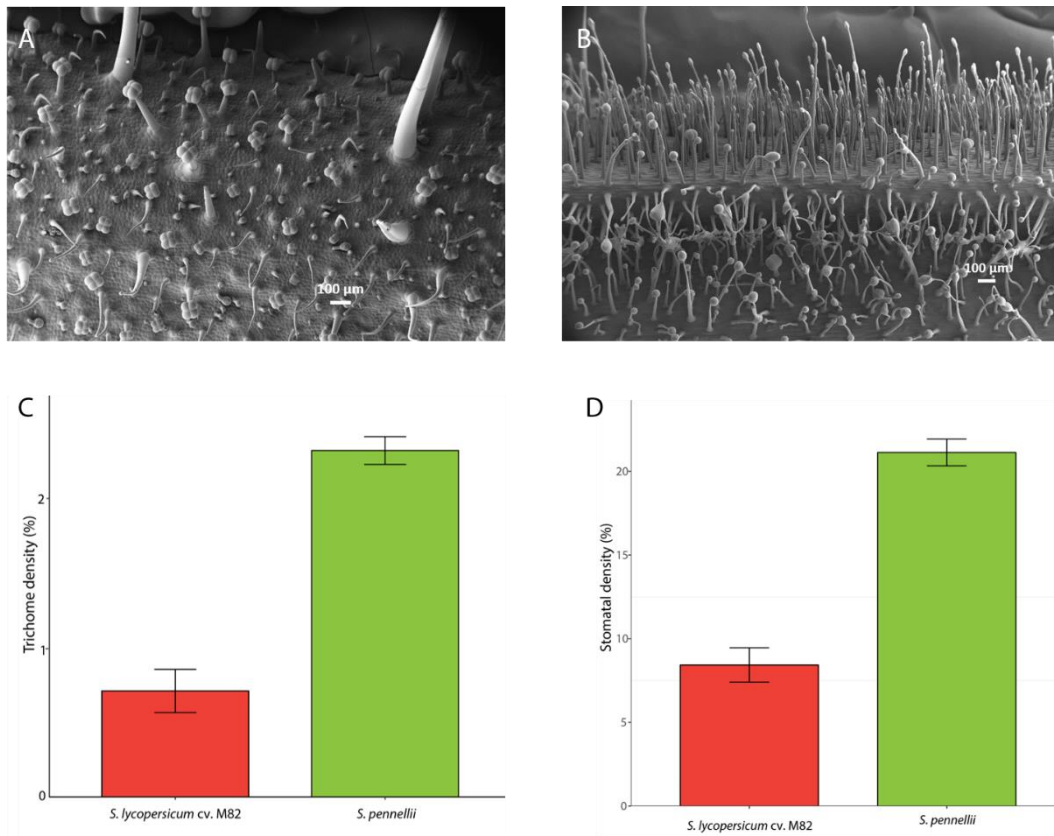 A
100 µm
B
100 µm
C
Trichome density (%)
2
1
0
S. lycopersicum cv. M82
S. pennellii
D
Stomatal density (%)
20
15
10
5
0
S. lycopersicum cv. M82
S. pennellii